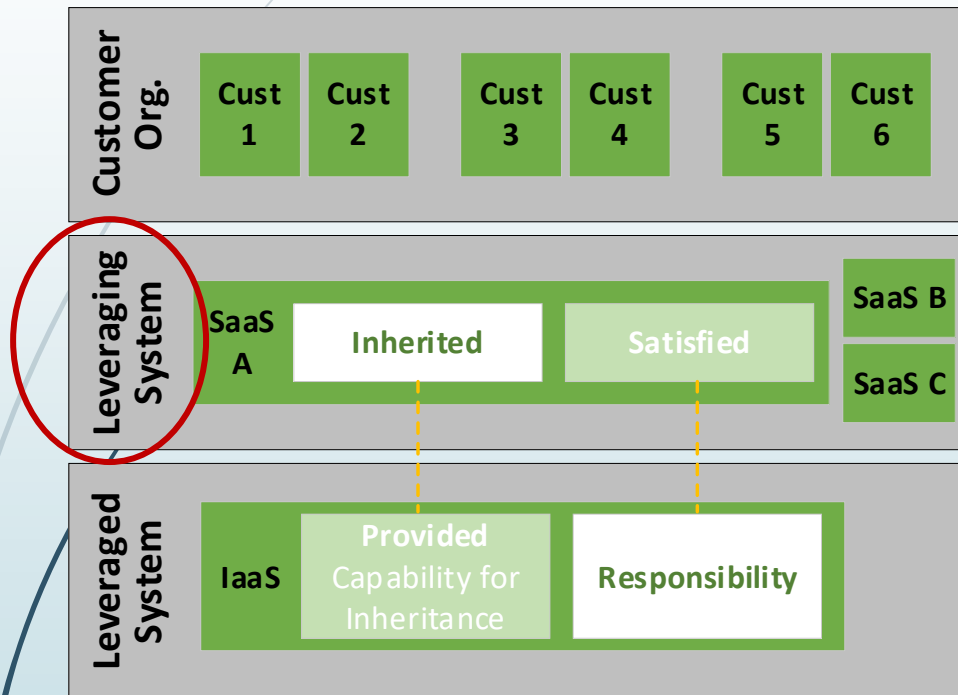 Customer
Org.
Cust
1
Cust
2
Cust
3
Cust
4
Cust
5
Cust
6
Leveraging
System
SaaS
A
Inherited
Satisfied
SaaS B
SaaS C
Leveraged
System
IaaS
Provided
Capability for
Inheritance
Responsibility